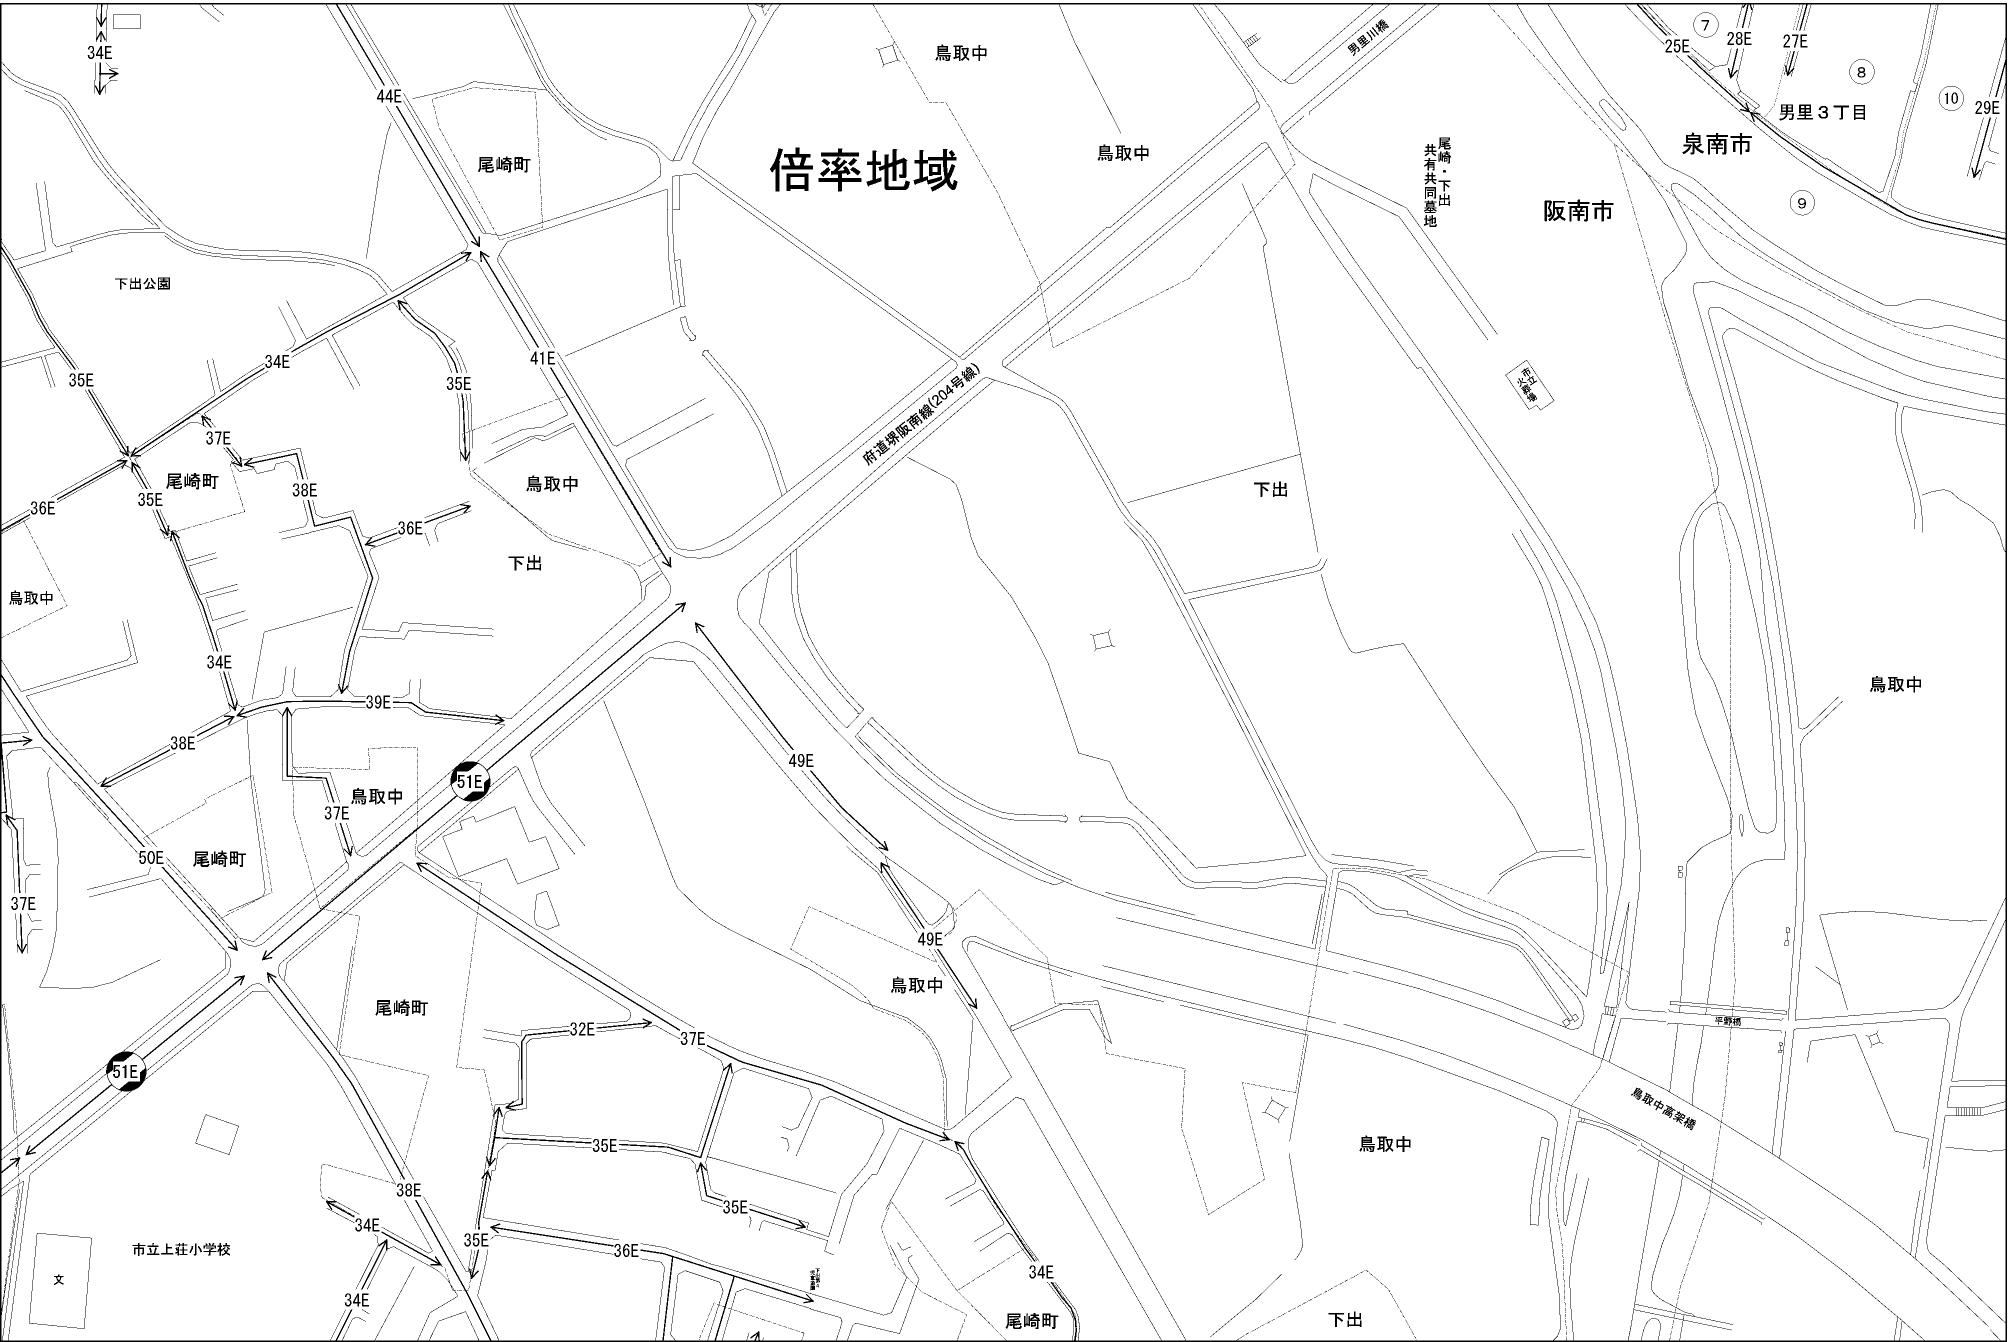 34E
44E
鳥取中
男里川橋
25E
⑦
28E
27E
⑧
⑩
29E
男里３丁目
泉南市
尾崎町
倍率地域
鳥取中
尾崎・下出
共有共同墓地
阪南市
⑨
下出公園
34E
41E
35E
35E
府道堺阪南線(204号線)
市立
火葬場
37E
尾崎町
35E
38E
36E
36E
鳥取中
下出
下出
鳥取中
34E
39E
38E
鳥取中
49E
51E
鳥取中
37E
50E
尾崎町
37E
49E
鳥取中
尾崎町
32E
37E
平野橋
51E
鳥取中高架橋
35E
鳥取中
38E
35E
34E
35E
36E
市立上荘小学校
文
34E
34E
尾崎町
下出